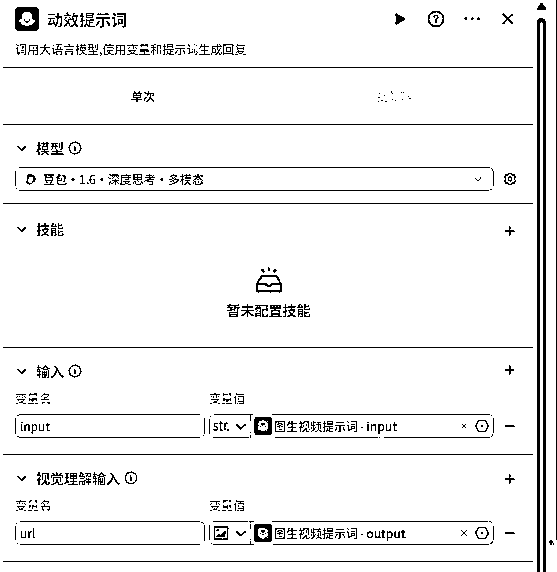 动效提示词
调用大语言模型,使用变量和提示词生成回复
单次
模型
豆包・1.6・深度思考・多模态
技能
暂未配置技能
输入
变量名 变量值
input str. 图生视频提示词 - input
视觉理解输入
变量名 变量值
url 图生视频提示词 - output